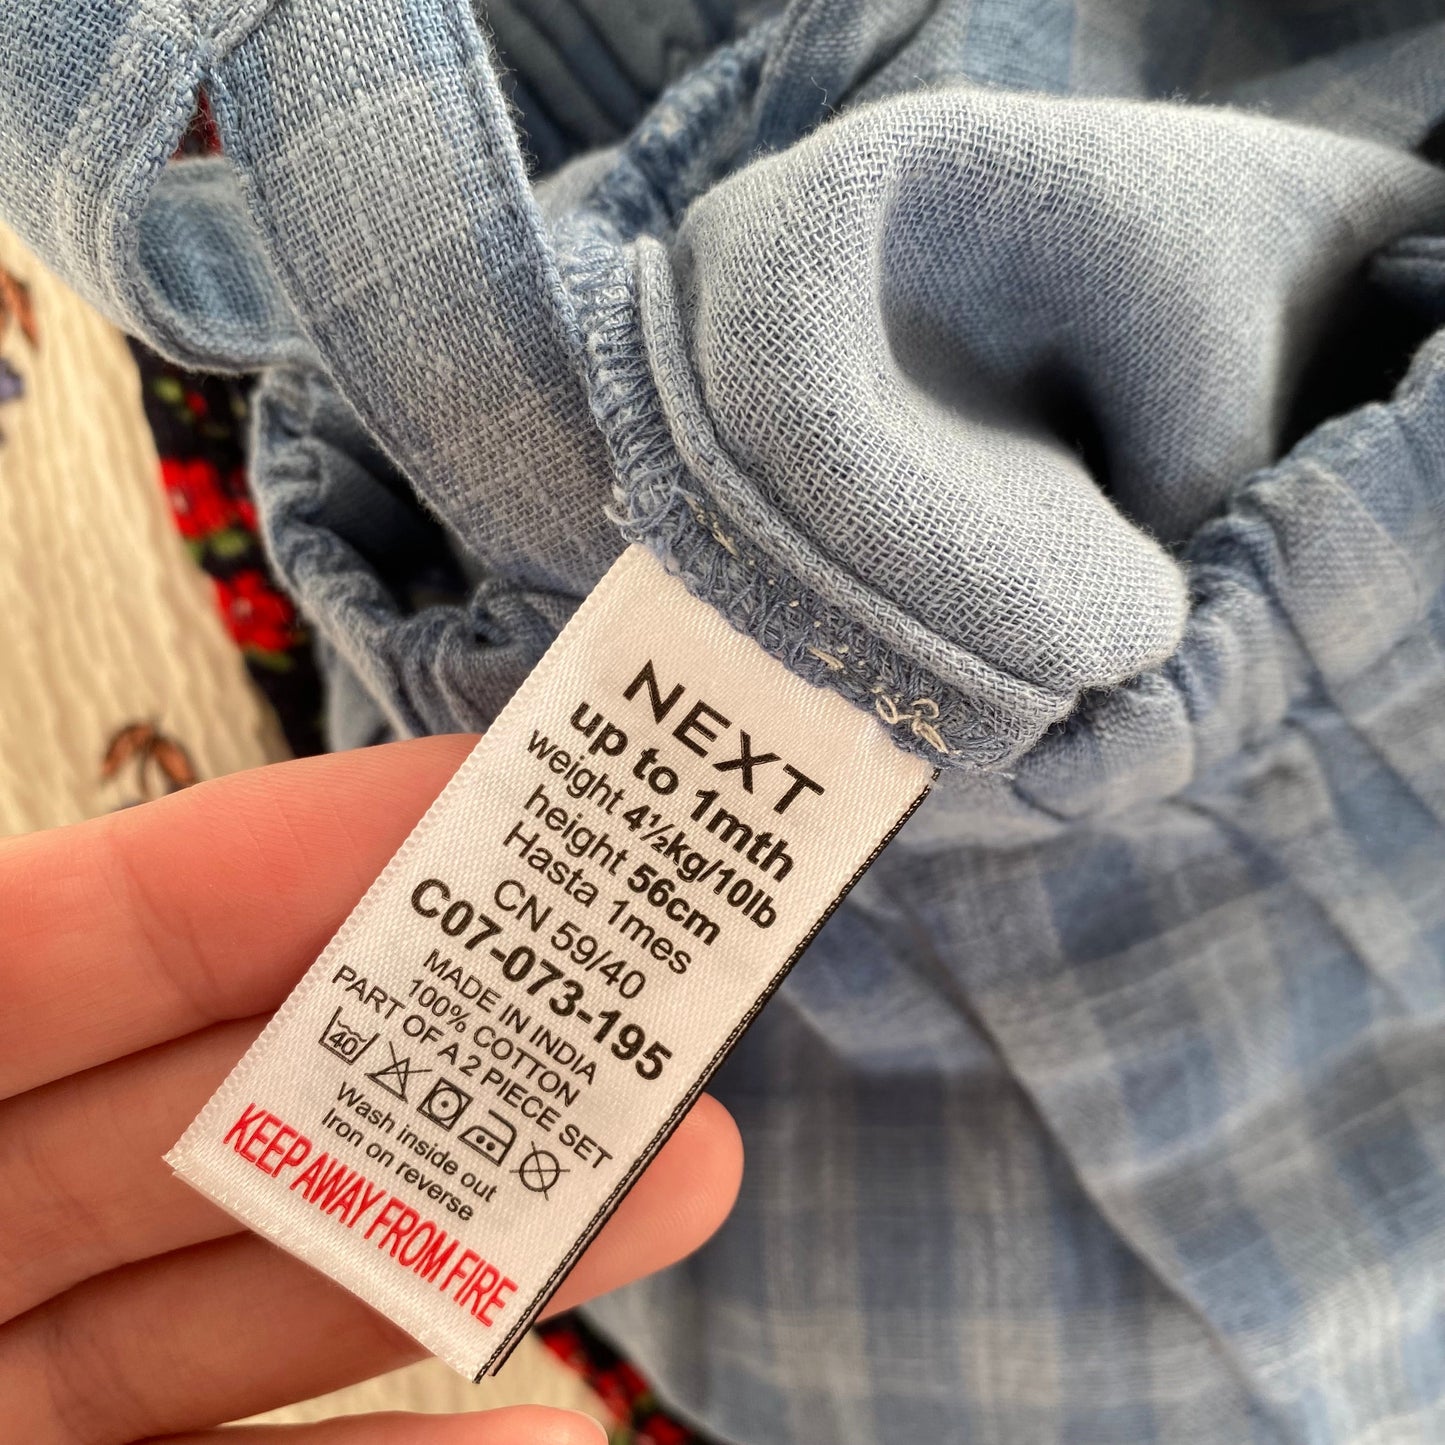 NEXT
up to 1mth
weight 4½kg/10lb
height 56cm
Hasta 1mes
CN 59/40
C07-073-195
MADE IN INDIA
100% COTTON
PART OF A 2 PIECE SET
40
Wash inside out
Iron on reverse
KEEP AWAY FROM FIRE